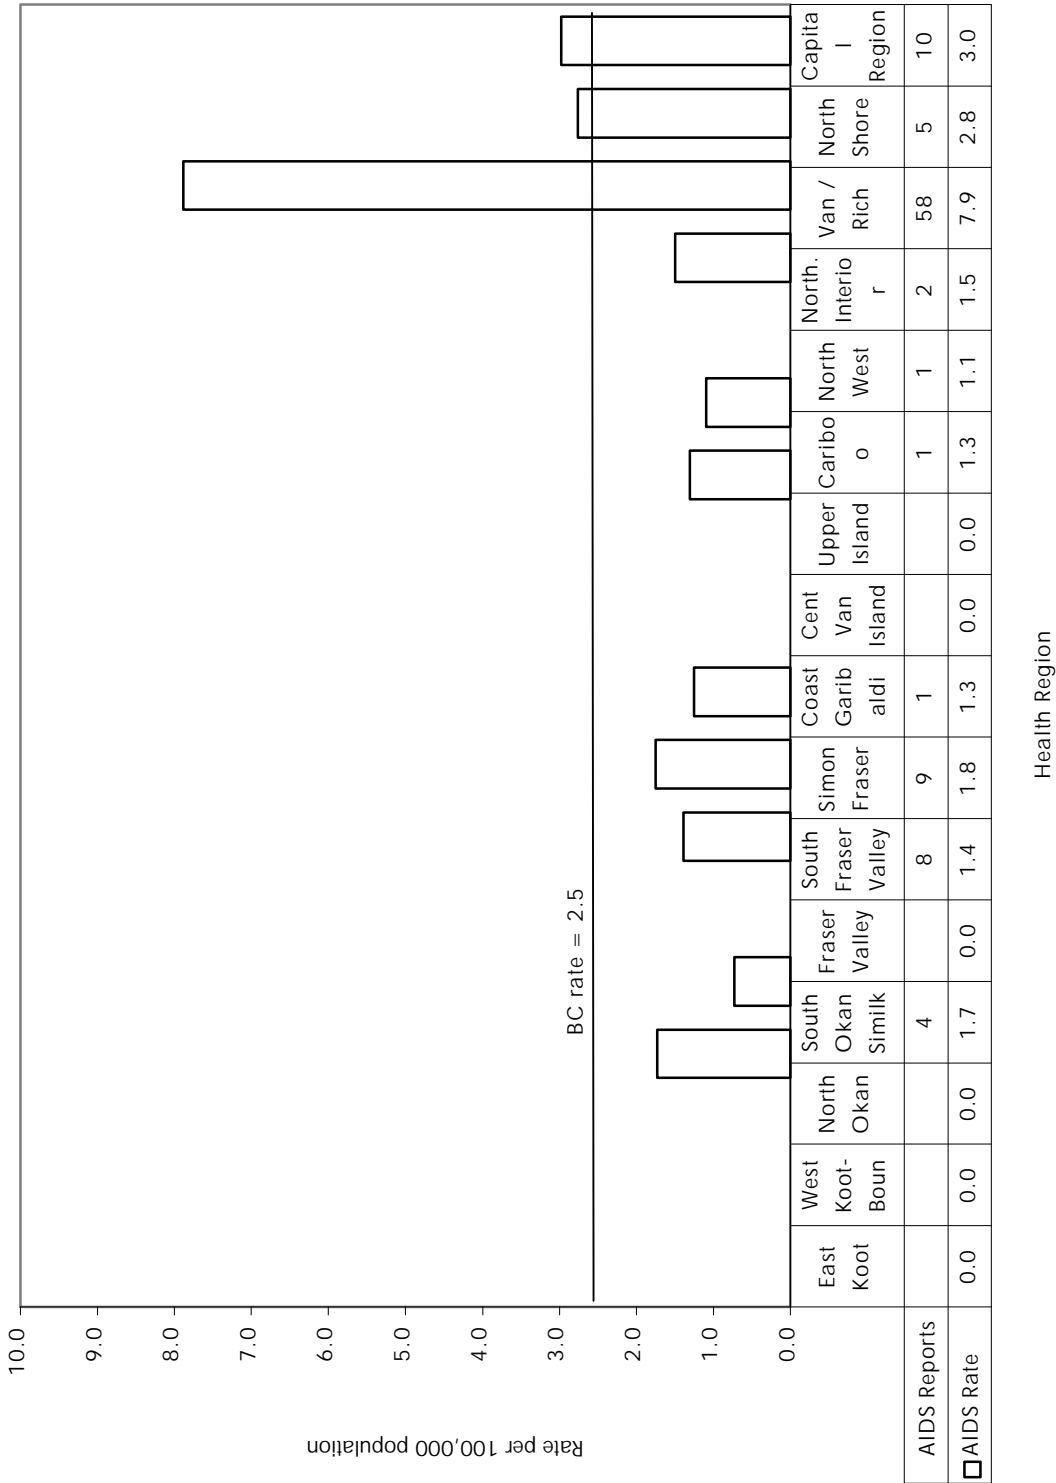 10.0
9.0
8.0
7.0
6.0
5.0
4.0
3.0
2.0
1.0
0.0
Rate per 100,000 population
BC rate = 2.5
East
Koot
West
Koot-
Boun
North
Okan
South
Okan
Similk
Fraser
Valley
South
Fraser
Valley
Simon
Fraser
Coast
Garib
aldi
Cent
Van
Island
Upper
Island
Caribo
o
North
West
North.
Interio
r
Van /
Rich
North
Shore
Capita
l
Region
AIDS Reports 4 8 9 1 1 1 2 58 5 10
AIDS Rate 0.0 0.0 0.0 1.7 0.0 1.4 1.8 1.3 0.0 0.0 1.3 1.1 1.5 7.9 2.8 3.0
Health Region